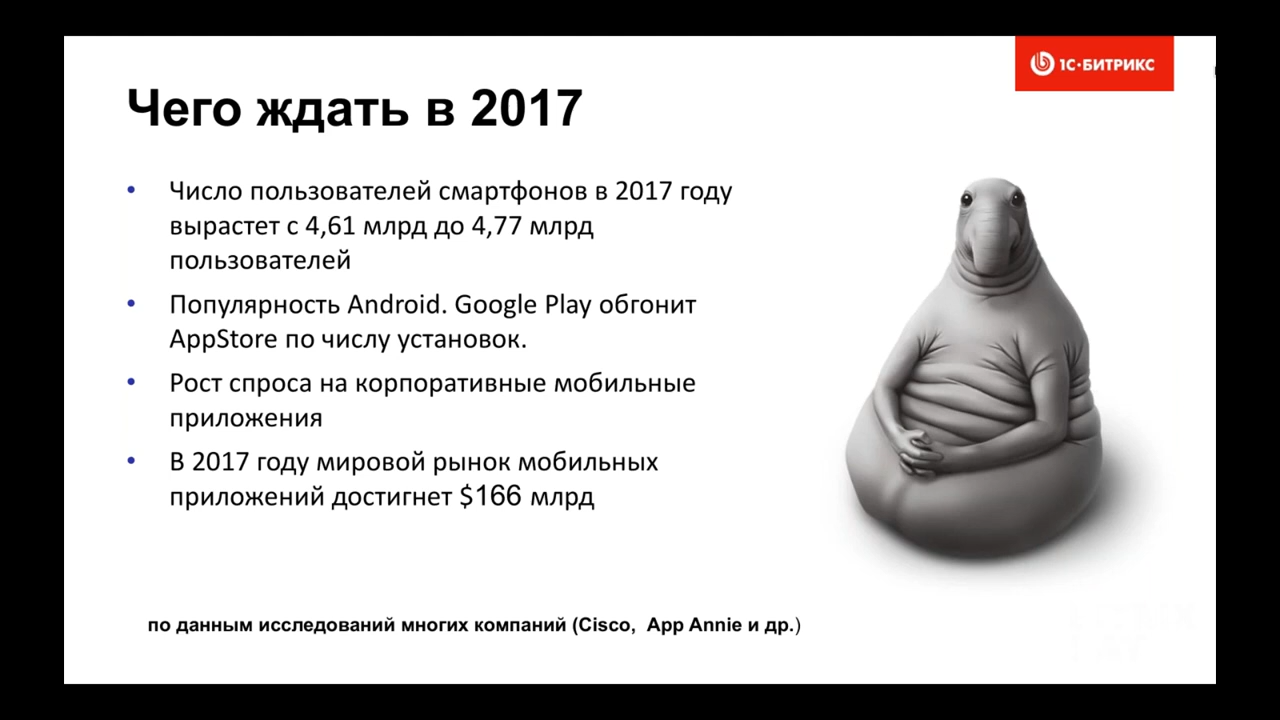 1С·БИТРИКС
Чего ждать в 2017
• Число пользователей смартфонов в 2017 году
вырастет с 4,61 млрд до 4,77 млрд
пользователей
• Популярность Android. Google Play обгонит
AppStore по числу установок.
• Рост спроса на корпоративные мобильные
приложения
• В 2017 году мировой рынок мобильных
приложений достигнет $166 млрд
по данным исследований многих компаний (Cisco, App Annie и др.)